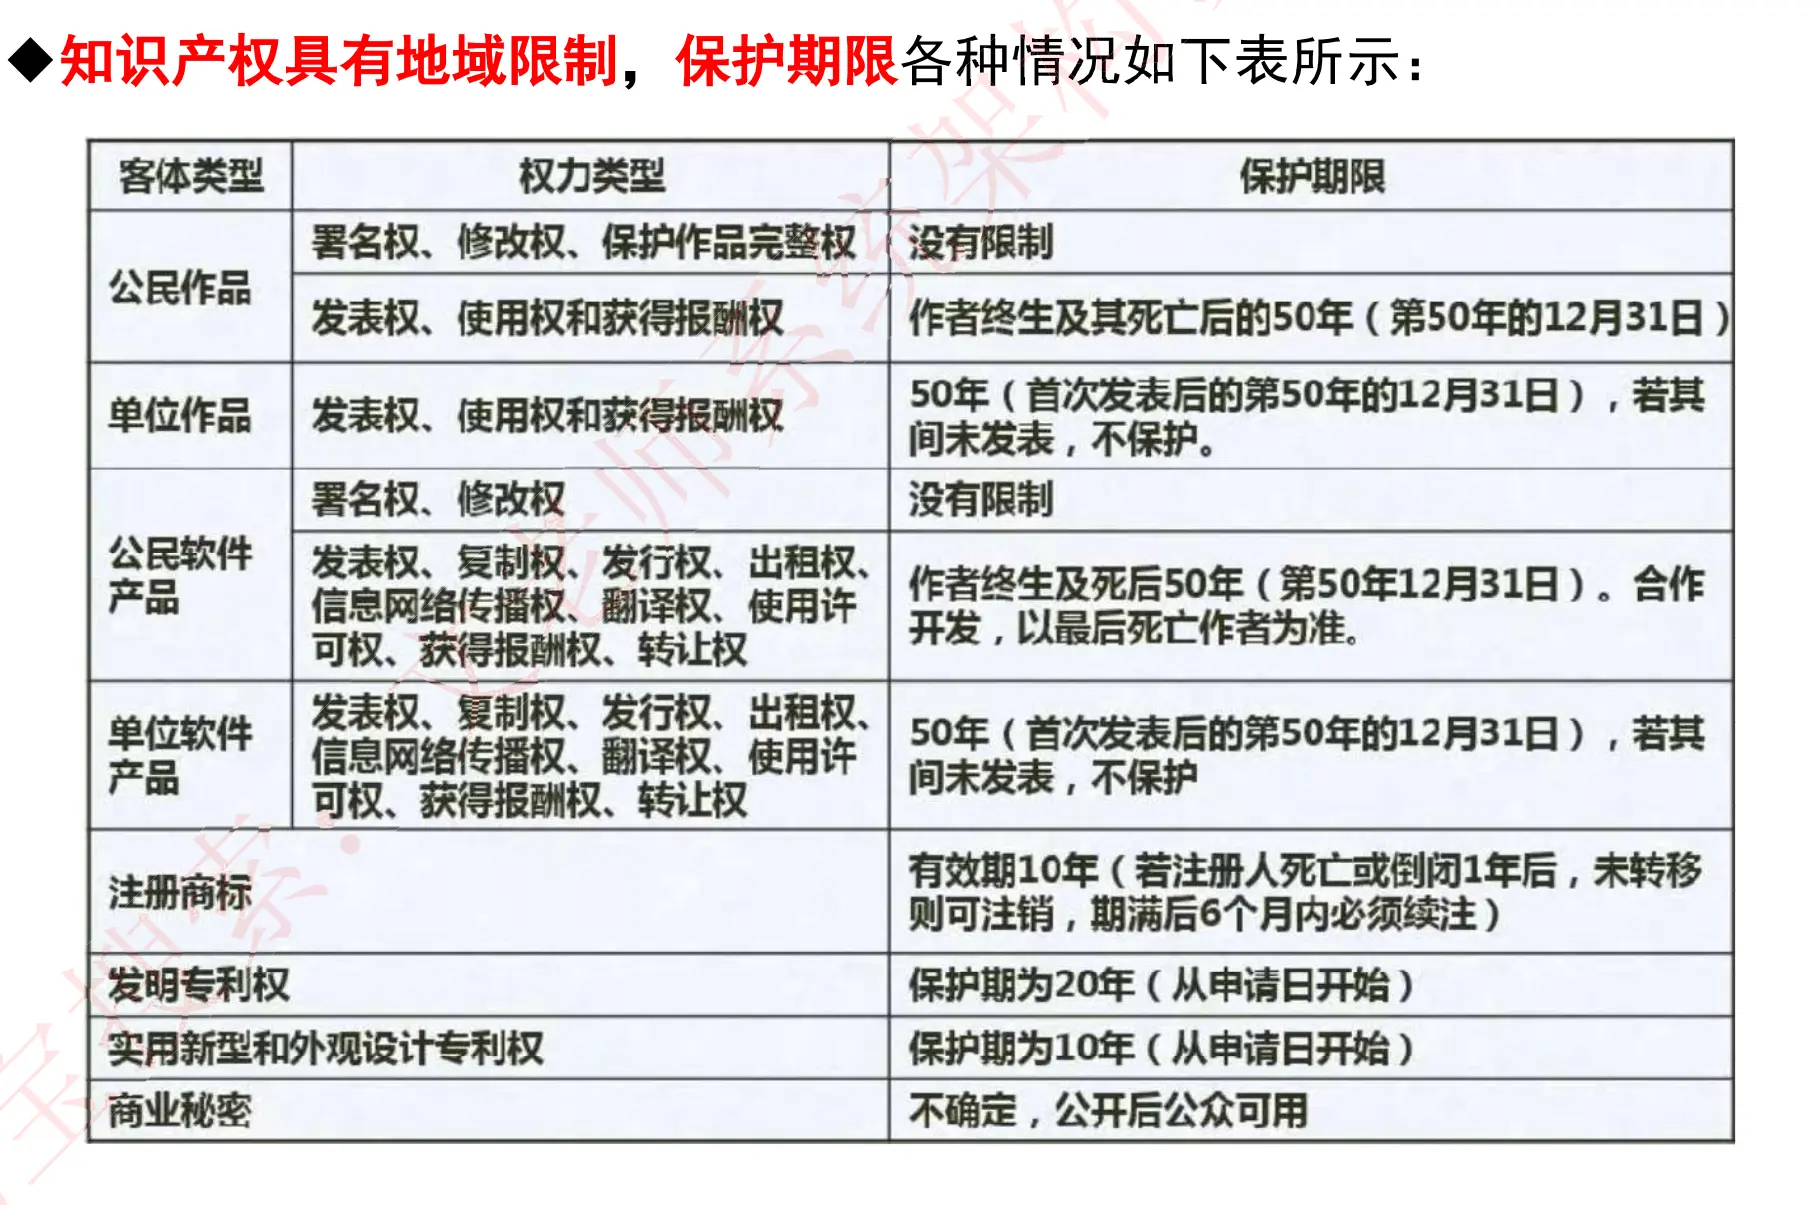 ◆知识产权具有地域限制，保护期限各种情况如下表所示：
客体类型 权力类型 保护期限
公民作品
署名权、修改权、保护作品完整权 没有限制
发表权、使用权和获得报酬权 作者终生及其死亡后的50年（第50年的12月31日）
单位作品 发表权、使用权和获得报酬权
50年（首次发表后的第50年的12月31日），若其
间未发表，不保护。
公民软件
产品
署名权、修改权 没有限制
发表权、复制权、发行权、出租权、
信息网络传播权、翻译权、使用许
可权、获得报酬权、转让权
作者终生及死后50年（第50年12月31日）。合作
开发，以最后死亡作者为准。
单位软件
产品
发表权、复制权、发行权、出租权、
信息网络传播权、翻译权、使用许
可权、获得报酬权、转让权
50年（首次发表后的第50年的12月31日），若其
间未发表，不保护
注册商标
有效期10年（若注册人死亡或倒闭1年后，未转移
则可注销，期满后6个月内必须续注）
发明专利权 保护期为20年（从申请日开始）
实用新型和外观设计专利权 保护期为10年（从申请日开始）
商业秘密 不确定，公开后公众可用
宝搜索：文老师系统架构